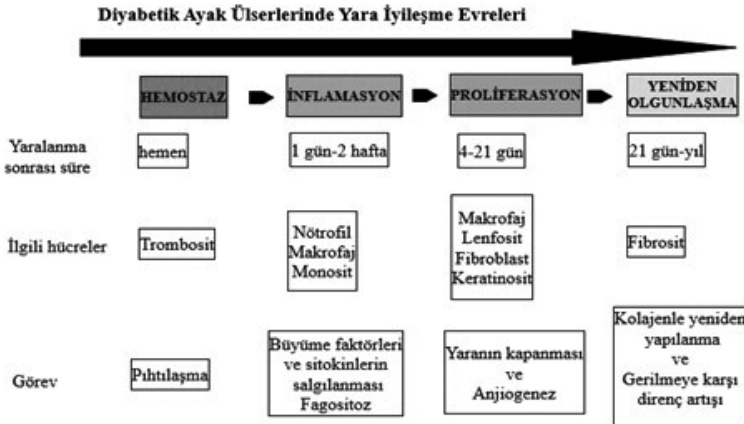 Diyabetik Ayak Ülserlerinde Yara İyileşme Evreleri
HEMOSTAZ
İNFLAMASYON
PROLİFERASYON
YENİDEN
OLGUNLAŞMA
Yaralanma
sonrası süre
hemen
1 gün-2 hafta
4-21 gün
21 gün-yıl
İlgili hücreler
Trombosit
Nötrofil
Makrofaj
Monosit
Makrofaj
Lenfosit
Fibroblast
Keratinosit
Fibrosit
Görev
Pıhtılaşma
Büyüme faktörleri
ve sitokinlerin
salgılanması
Fagositoz
Yaranın kapanması
ve
Anjiogenez
Kolajenle yeniden
yapılanma
ve
Gerilmeye karşı
direnç artışı